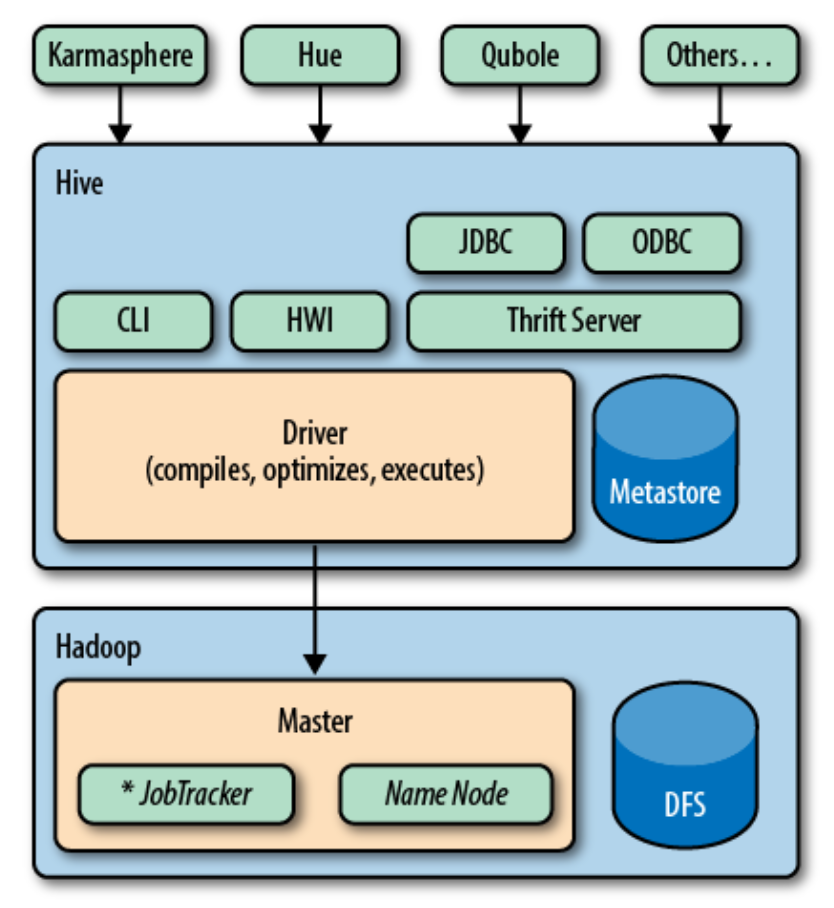 Karmasphere
Hue
Qubole
Others...
Hive
JDBC
ODBC
CLI
HWI
Thrift Server
Driver
(compiles, optimizes, executes)
Metastore
Hadoop
Master
* JobTracker
Name Node
DFS